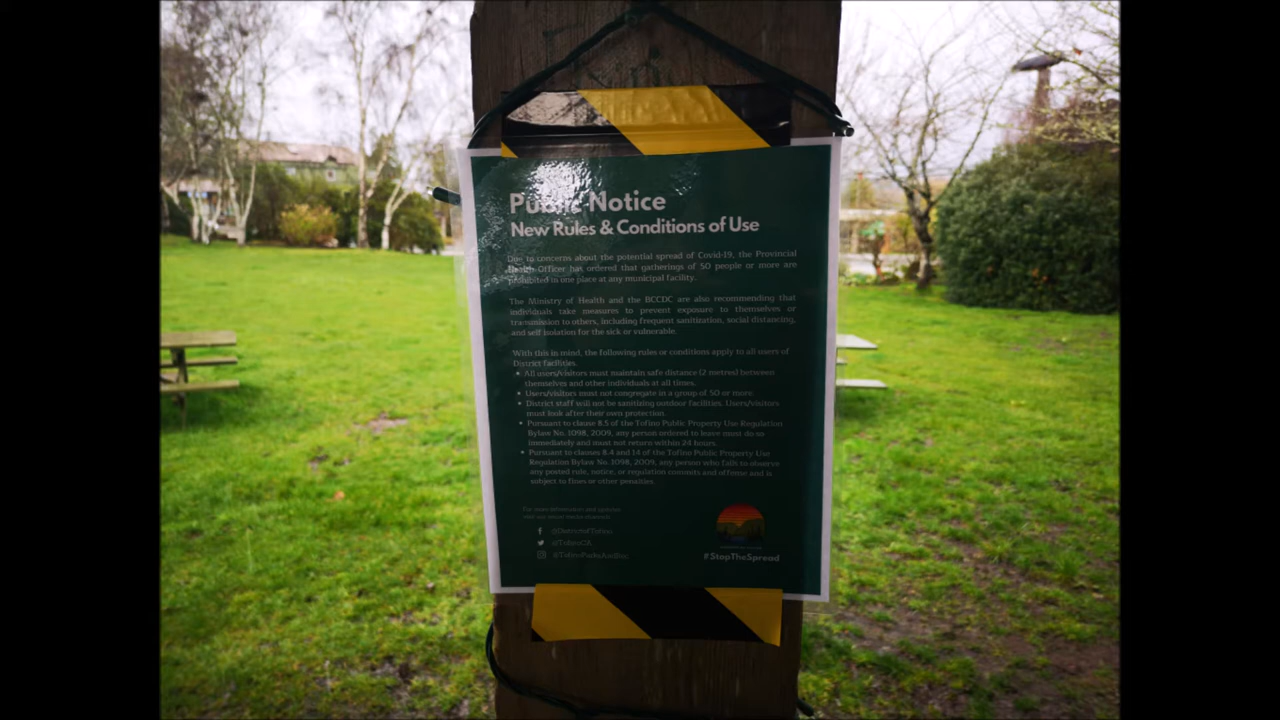 Public Notice
New Rules & Conditions of Use
Due to concerns about the potential spread of Covid-19, the Provincial
Health Officer has ordered that gatherings of 50 people or more are
prohibited in one place at any municipal facility.
The Ministry of Health and the BCCDC are also recommending that
individuals take measures to prevent exposure to themselves or
transmission to others, including frequent sanitization, social distancing,
and self isolation for the sick or vulnerable.
With this in mind, the following rules or conditions apply to all users of
District facilities.
• All users/visitors must maintain safe distance (2 metres) between
themselves and other individuals at all times.
• Users/visitors must not congregate in a group of 50 or more.
• District staff will not be sanitizing outdoor facilities. Users/visitors
must look after their own protection.
• Pursuant to clause 8.5 of the Tofino Public Property Use Regulation
Bylaw No. 1098, 2009, any person ordered to leave must do so
immediately and must not return within 24 hours.
• Pursuant to clauses 8.4 and 14 of the Tofino Public Property Use
Regulation Bylaw No. 1098, 2009, any person who fails to observe
any posted rule, notice, or regulation commits and offense and is
subject to fines or other penalties.
For more information and updates
visit our social media channels
@DistrictofTofino
#StopTheSpread